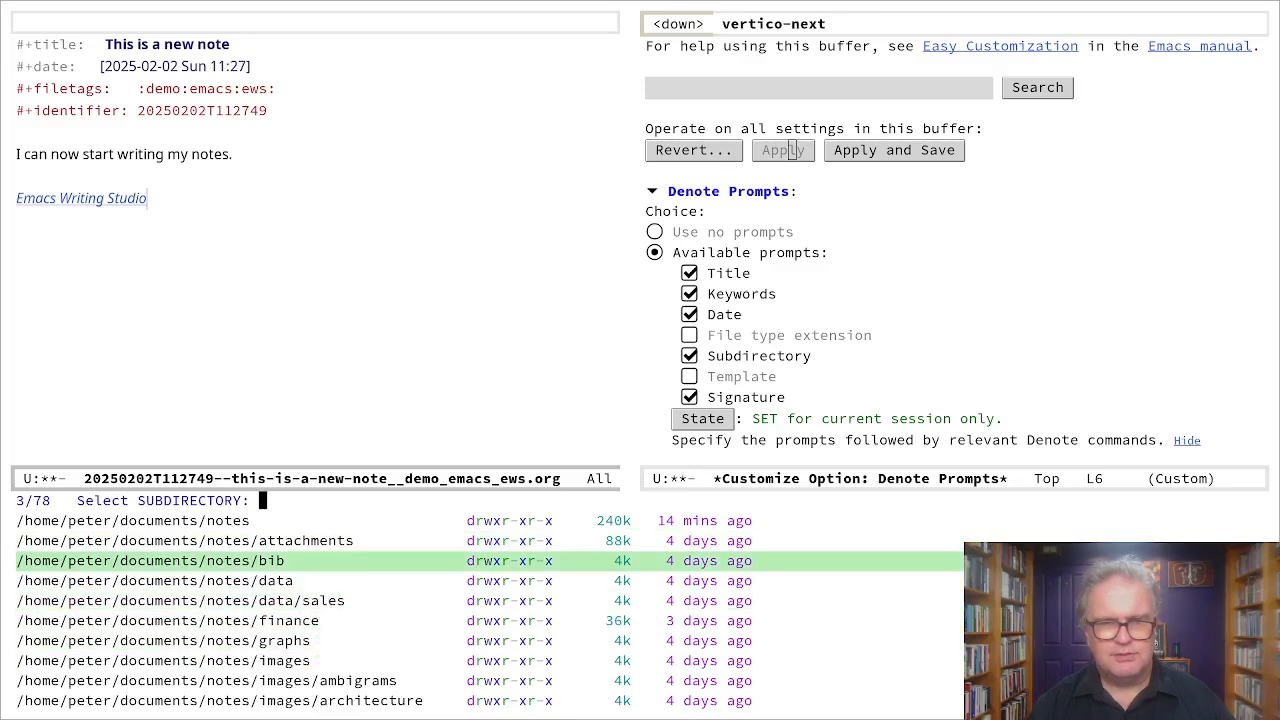 #+title: This is a new note
#+date: [2025-02-02 Sun 11:27]
#+filetags: :demo:emacs:ews:
#+identifier: 20250202T112749
I can now start writing my notes.
Emacs Writing Studio
U:**- 20250202T112749--this-is-a-new-note__demo_emacs_ews.org All
<down> vertico-next
For help using this buffer, see Easy Customization in the Emacs manual.
Search
Operate on all settings in this buffer:
Revert... Apply Apply and Save
Denote Prompts:
Choice:
Use no prompts
Available prompts:
Title
Keywords
Date
File type extension
Subdirectory
Template
Signature
State : SET for current session only.
Specify the prompts followed by relevant Denote commands. Hide
U:**- *Customize Option: Denote Prompts* Top L6 (Custom)
3/78 Select SUBDIRECTORY:
/home/peter/documents/notes drwxr-xr-x 240k 14 mins ago
/home/peter/documents/notes/attachments drwxr-xr-x 88k 4 days ago
/home/peter/documents/notes/bib drwxr-xr-x 4k 4 days ago
/home/peter/documents/notes/data drwxr-xr-x 4k 4 days ago
/home/peter/documents/notes/data/sales drwxr-xr-x 4k 4 days ago
/home/peter/documents/notes/finance drwxr-xr-x 36k 3 days ago
/home/peter/documents/notes/graphs drwxr-xr-x 4k 4 days ago
/home/peter/documents/notes/images drwxr-xr-x 4k 4 days ago
/home/peter/documents/notes/images/ambigrams drwxr-xr-x 4k 4 days ago
/home/peter/documents/notes/images/architecture drwxr-xr-x 4k 4 days ago